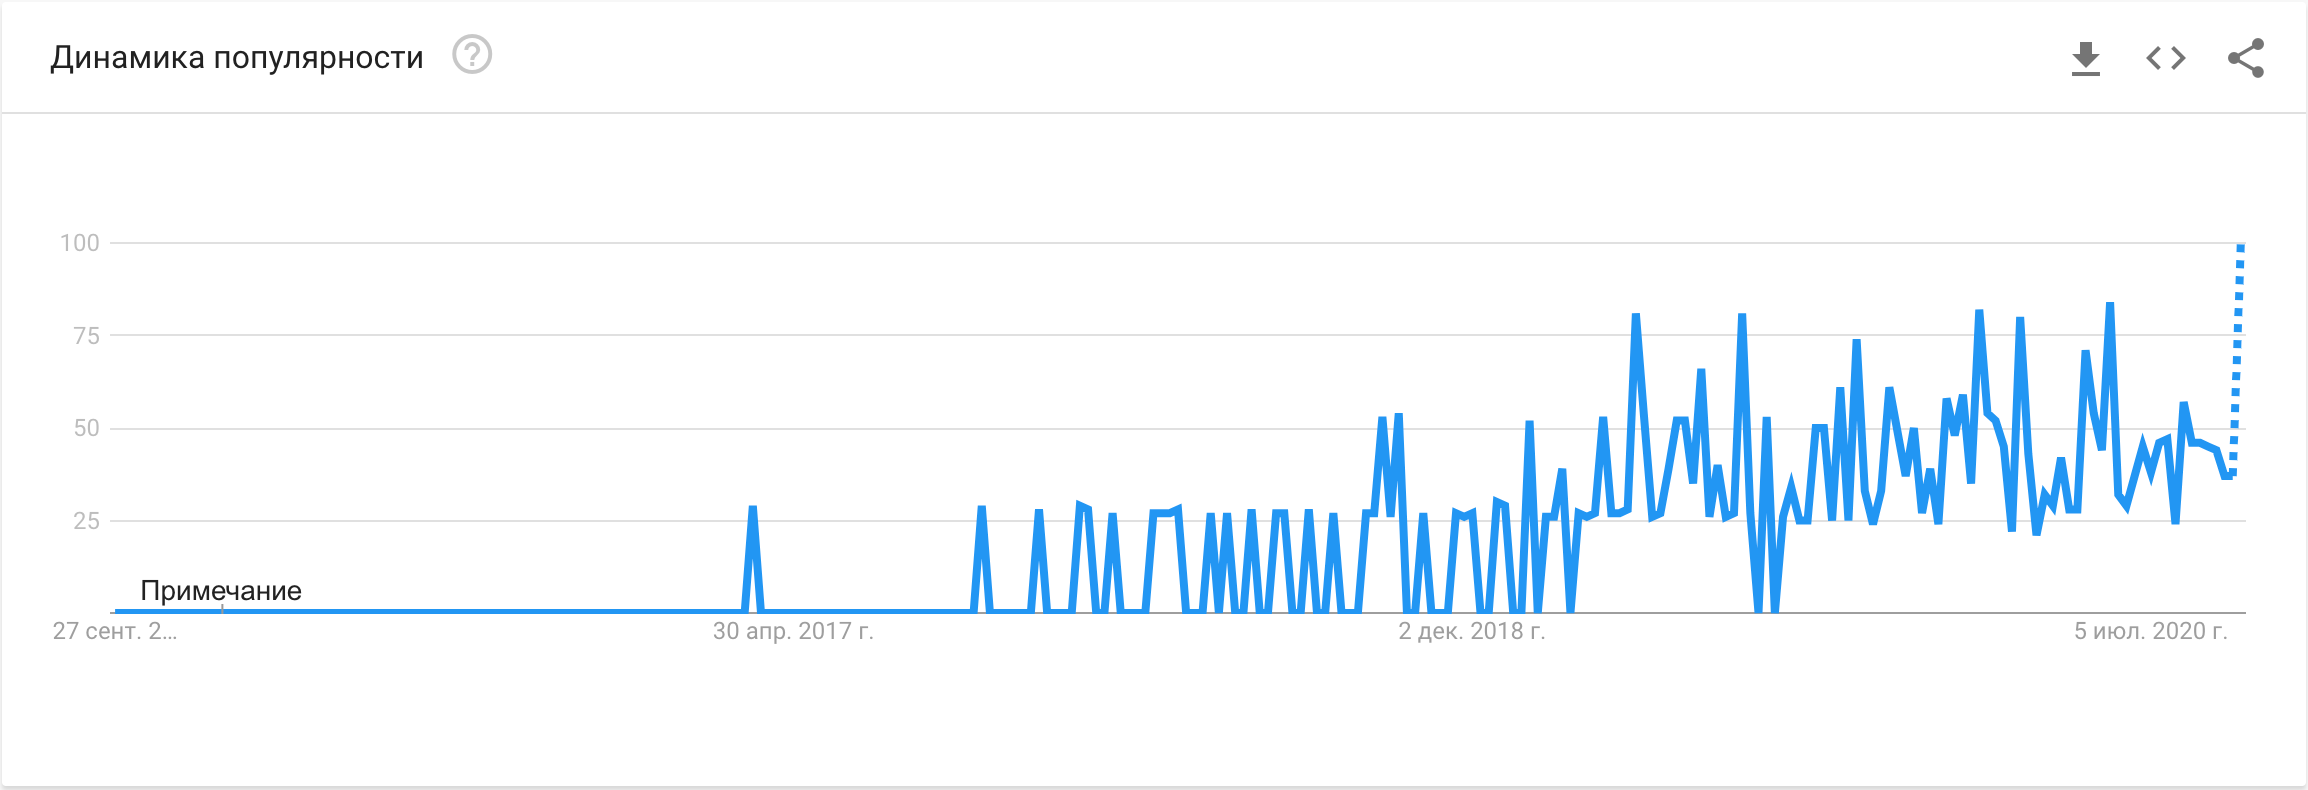 Динамика популярности ?
100
75
50
25
Примечание
27 сент. 2...
30 апр. 2017 г.
2 дек. 2018 г.
5 июл. 2020 г.